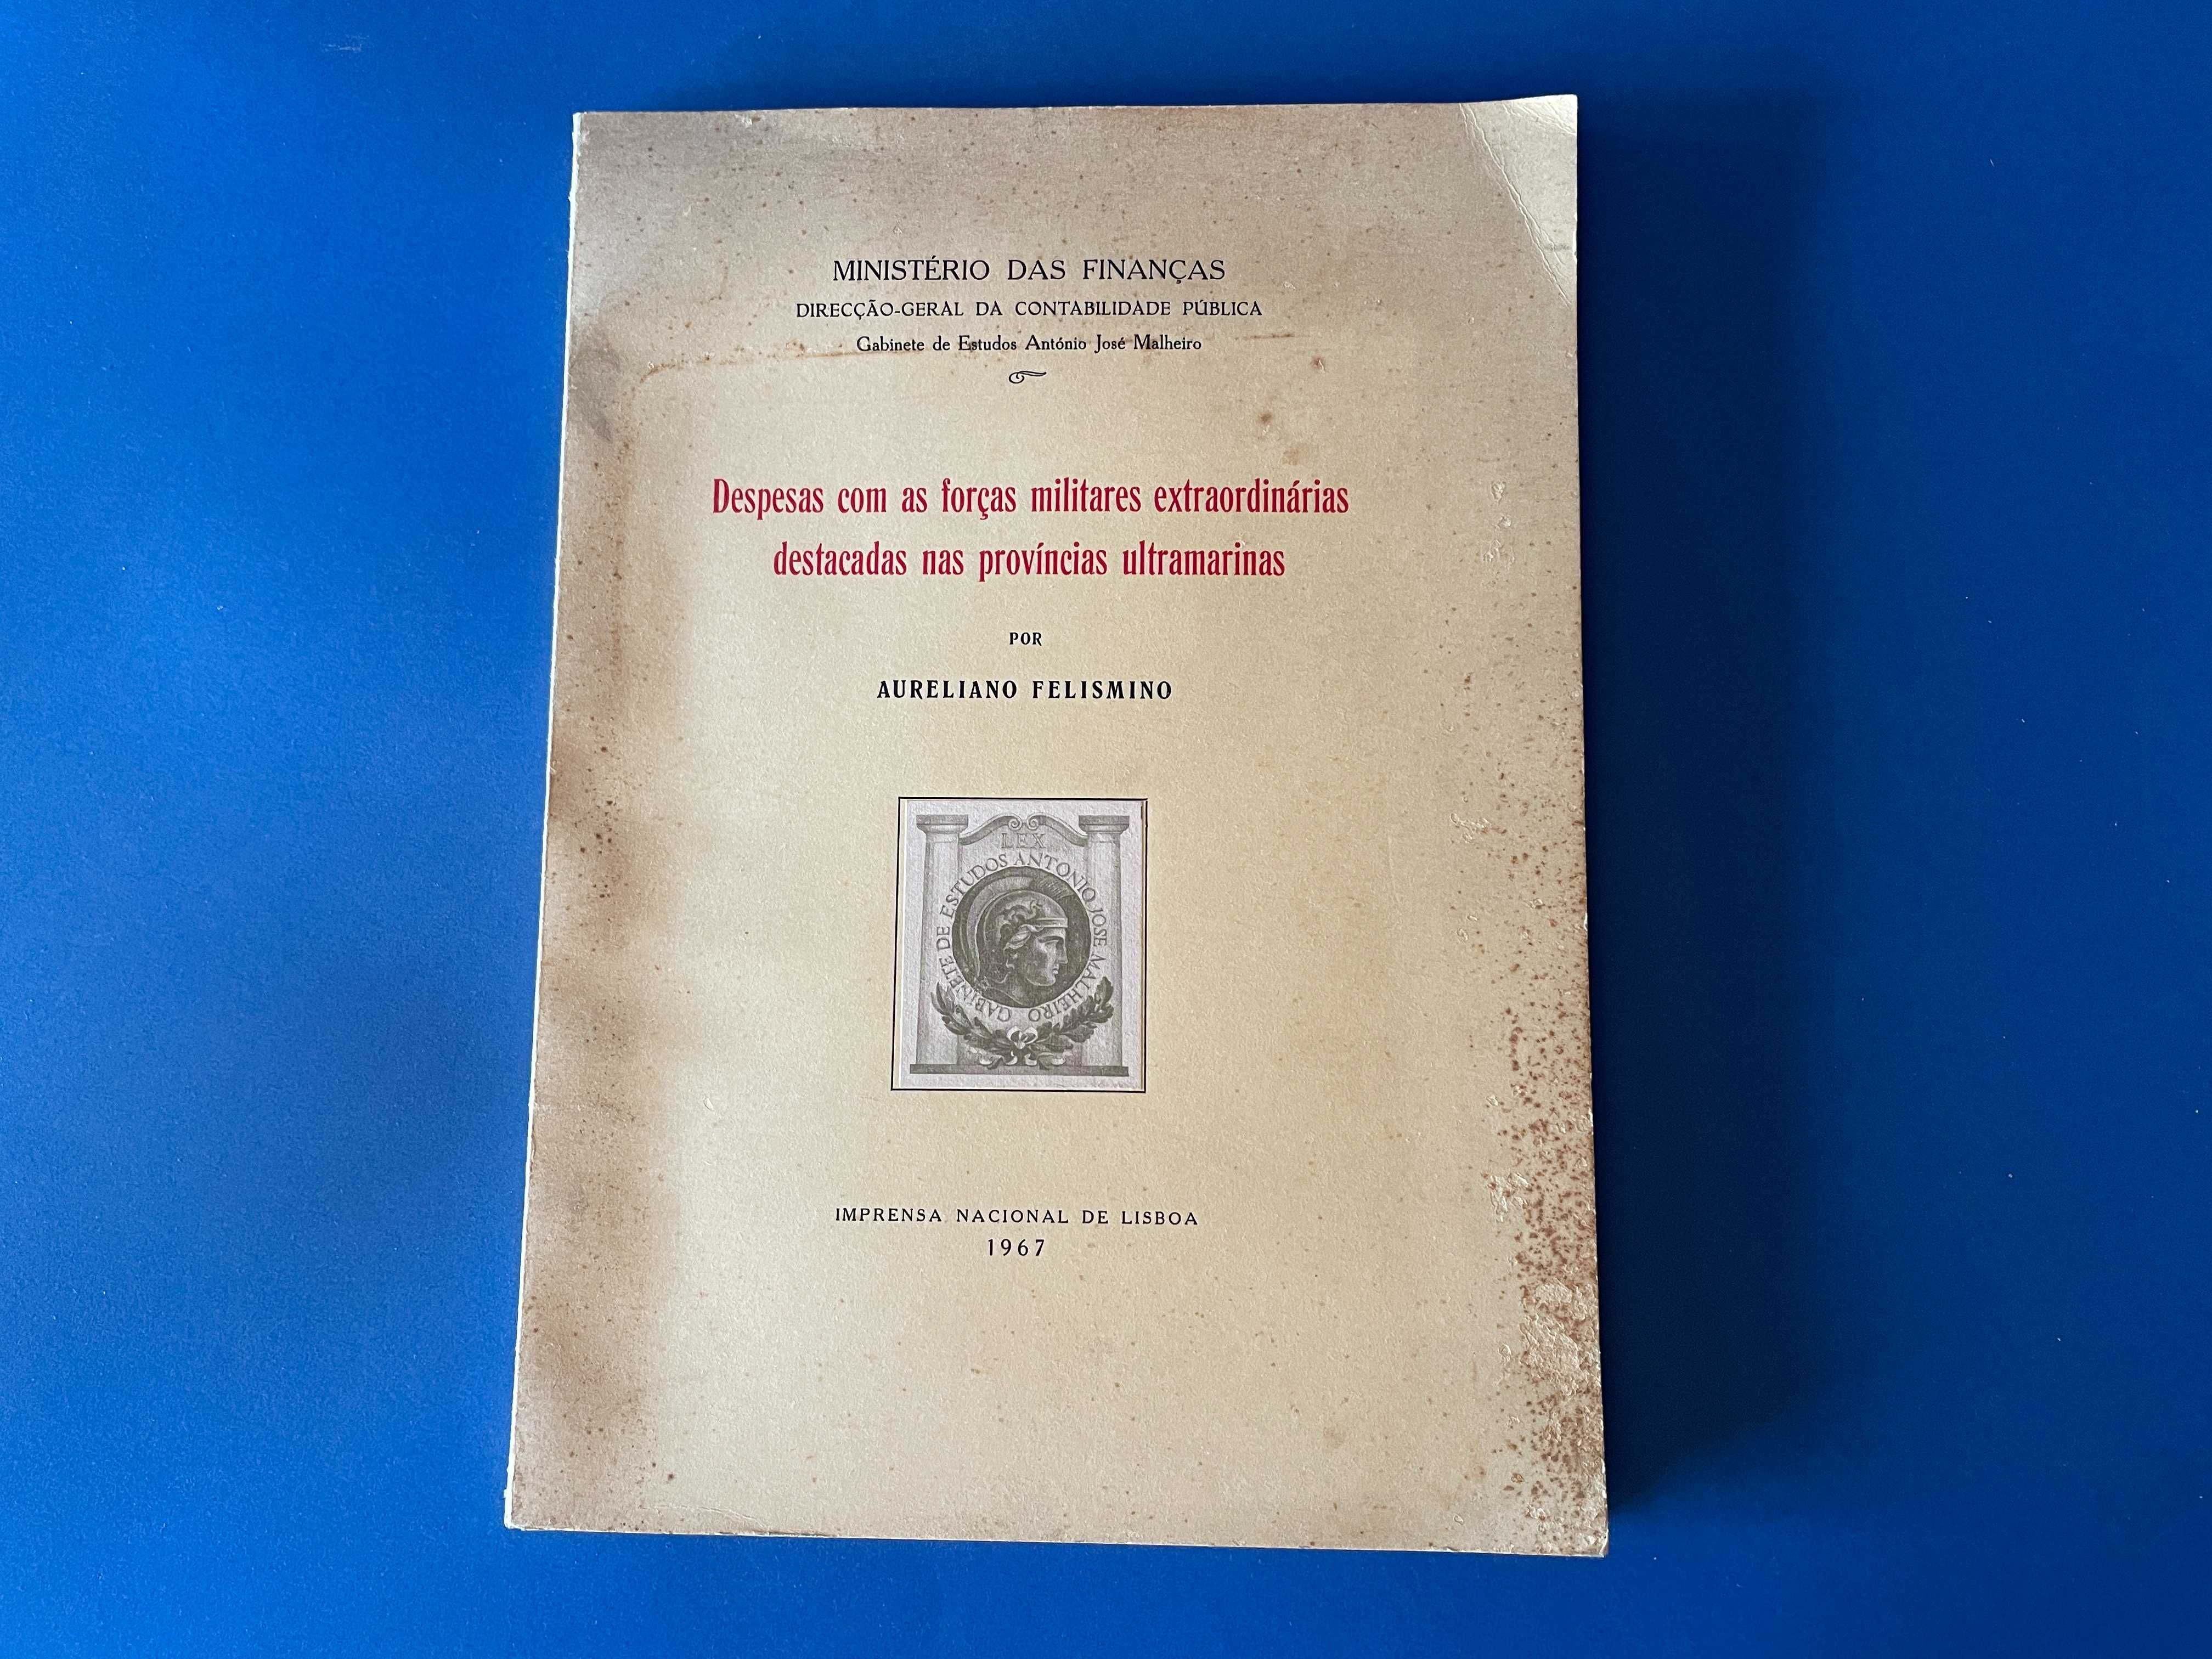 MINISTÉRIO DAS FINANÇAS
DIRECÇÃO-GERAL DA CONTABILIDADE PÚBLICA
Gabinete de Estudos António José Malheiro
Despesas com as forças militares extraordinárias
destacadas nas províncias ultramarinas
POR
AURELIANO FELISMINO
LEX
GABINETE DE ESTUDOS ANTONIO JOSE MALHEIRO
IMPRENSA NACIONAL DE LISBOA
1967